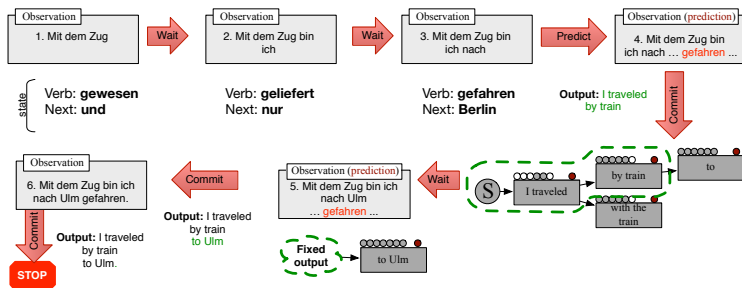 Observation
1. Mit dem Zug
Wait
Observation
2. Mit dem Zug bin
ich
Wait
Observation
3. Mit dem Zug bin
ich nach
Predict
Observation (prediction)
4. Mit dem Zug bin
ich nach ... gefahren ...
state
Verb: gewesen
Next: und
Verb: geliefert
Next: nur
Verb: gefahren
Next: Berlin
Output: I traveled
by train
Commit
S
I traveled
by train
to
with the
train
Wait
Observation (prediction)
5. Mit dem Zug bin ich
nach Ulm
... gefahren ...
Fixed
output
to Ulm
Commit
Output: I traveled
by train
to Ulm
Observation
6. Mit dem Zug bin ich
nach Ulm gefahren.
Commit
Output: I traveled
by train
to Ulm.
STOP